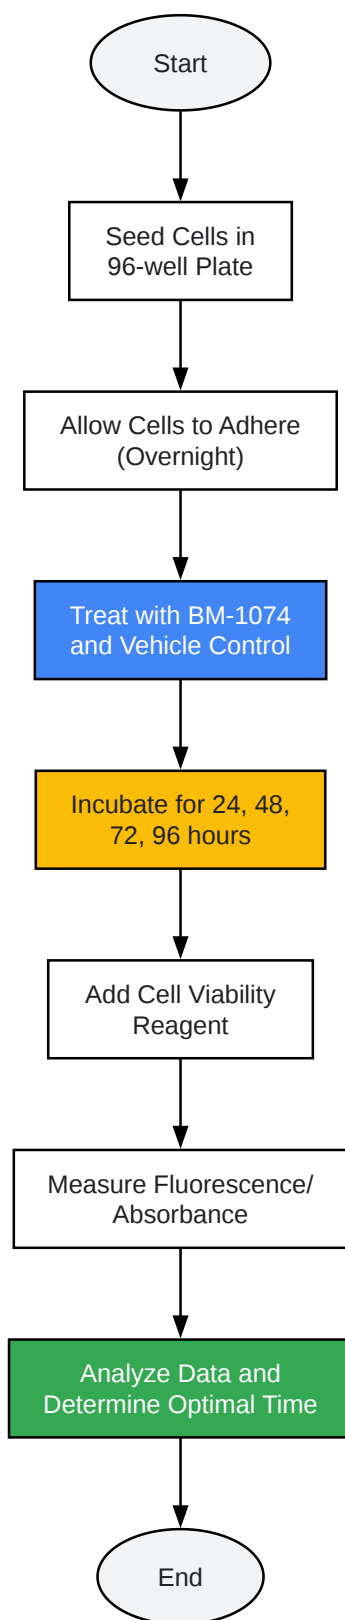 Start
Seed Cells in
96-well Plate
Allow Cells to Adhere
(Overnight)
Treat with BM-1074
and Vehicle Control
Incubate for 24, 48,
72, 96 hours
Add Cell Viability
Reagent
Measure Fluorescence/
Absorbance
Analyze Data and
Determine Optimal Time
End